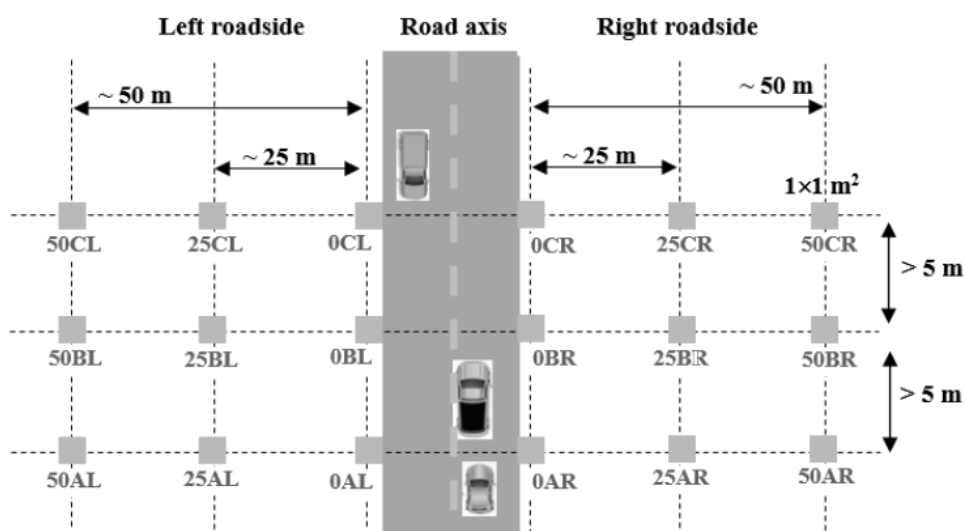 Left roadside Road axis Right roadside
~ 50 m ~ 50 m
~ 25 m ~ 25 m
1×1 m²
50CL 25CL 0CL 0CR 25CR 50CR
> 5 m
50BL 25BL 0BL 0BR 25BR 50BR
> 5 m
50AL 25AL 0AL 0AR 25AR 50AR